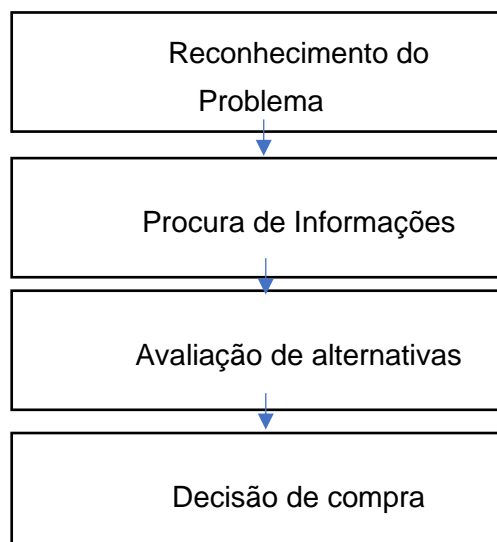 Reconhecimento do
Problema
Procura de Informações
Avaliação de alternativas
Decisão de compra